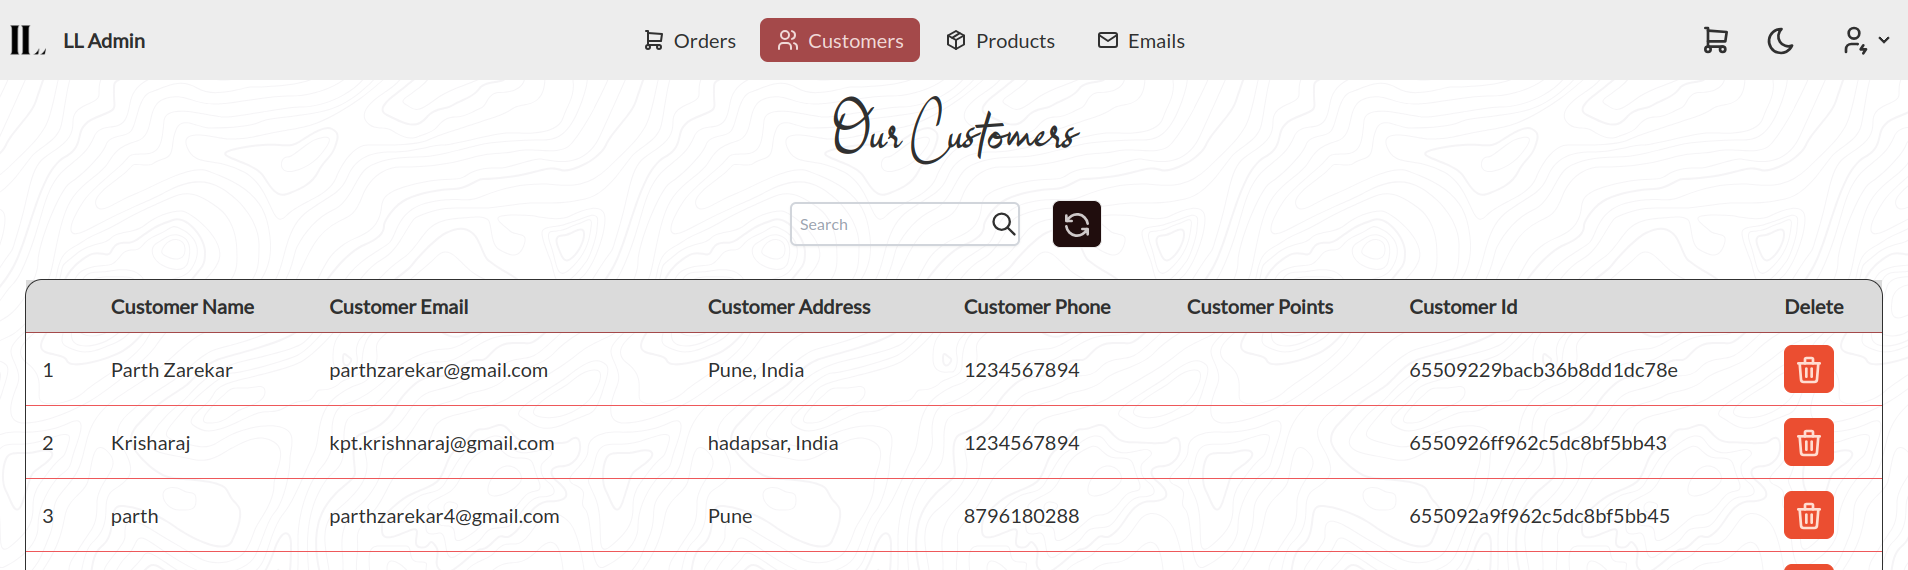 LL.. LL Admin Orders Customers Products Emails
Our Customers
Search
Customer Name Customer Email Customer Address Customer Phone Customer Points Customer Id Delete
1 Parth Zarekar parthzarekar@gmail.com Pune, India 1234567894 65509229bacb36b8dd1dc78e
2 Krisharaj kpt.krishnaraj@gmail.com hadapsar, India 1234567894 6550926ff962c5dc8bf5bb43
3 parth parthzarekar4@gmail.com Pune 8796180288 655092a9f962c5dc8bf5bb45